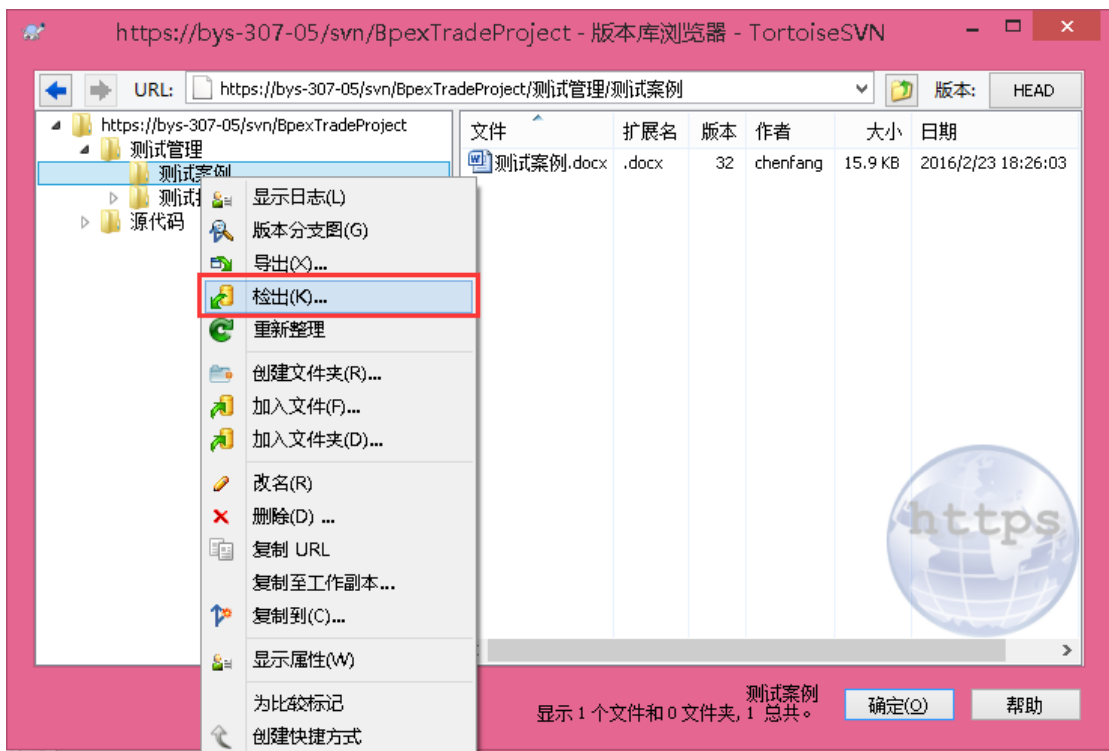 https://bys-307-05/svn/BpexTradeProject - 版本库浏览器 - TortoiseSVN
URL: https://bys-307-05/svn/BpexTradeProject/测试管理/测试案例 版本: HEAD
https://bys-307-05/svn/BpexTradeProject
测试管理
测试案例
测试
源代码
文件 扩展名 版本 作者 大小 日期
测试案例.docx .docx 32 chenfang 15.9 KB 2016/2/23 18:26:03
显示日志(L)
版本分支图(G)
导出(X)...
检出(K)...
重新整理
创建文件夹(R)...
加入文件(F)...
加入文件夹(D)...
改名(R)
删除(D) ...
复制 URL
复制至工作副本...
复制到(C)...
显示属性(W)
为比较标记
创建快捷方式
https
测试案例
显示 1 个文件和 0 文件夹, 1 总共。
确定(O) 帮助